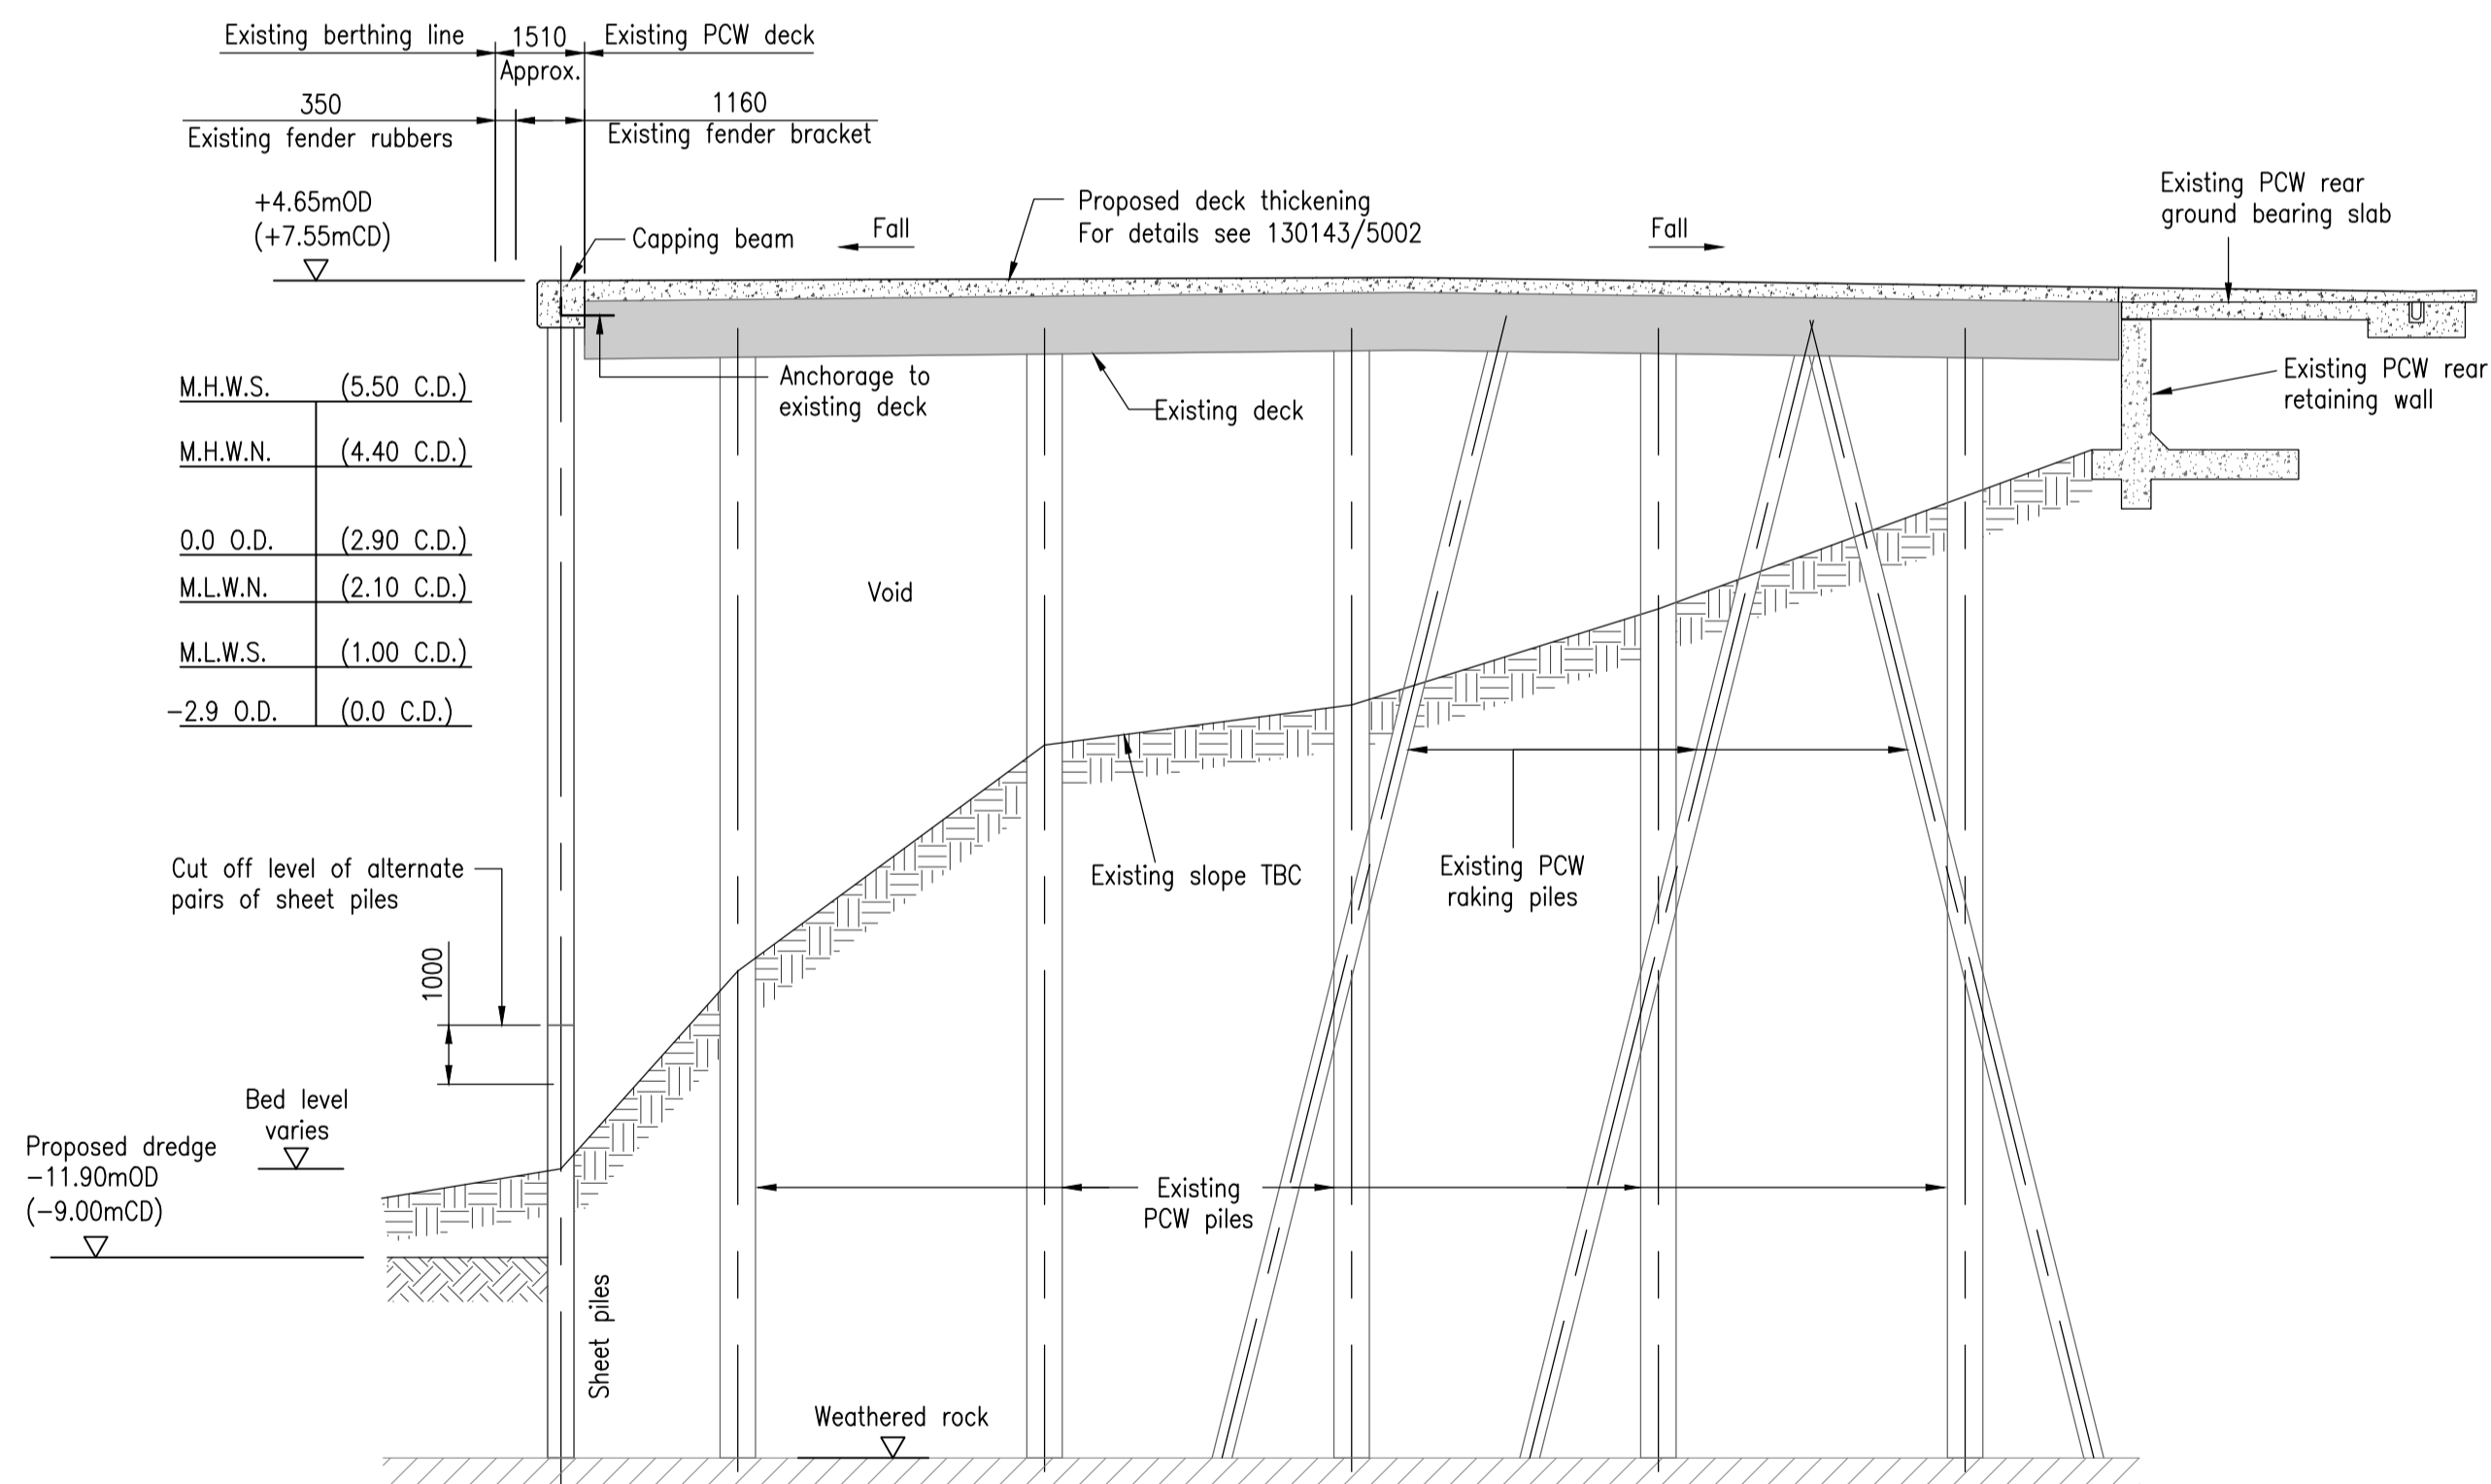 Existing berthing line
1510
Approx.
Existing PCW deck
350
Existing fender rubbers
1160
Existing fender bracket
+4.65mOD
(+7.55mCD)
Capping beam
Fall
Proposed deck thickening
For details see 130143/5002
Fall
Existing PCW rear
ground bearing slab
Anchorage to
existing deck
Existing deck
Existing PCW rear
retaining wall
M.H.W.S. (5.50 C.D.)
M.H.W.N. (4.40 C.D.)
0.0 O.D. (2.90 C.D.)
M.L.W.N. (2.10 C.D.)
M.L.W.S. (1.00 C.D.)
-2.9 O.D. (0.0 C.D.)
Void
Cut off level of alternate
pairs of sheet piles
1000
Existing slope TBC
Existing PCW
raking piles
Bed level
varies
Proposed dredge
-11.90mOD
(-9.00mCD)
Existing
PCW piles
Sheet piles
Weathered rock